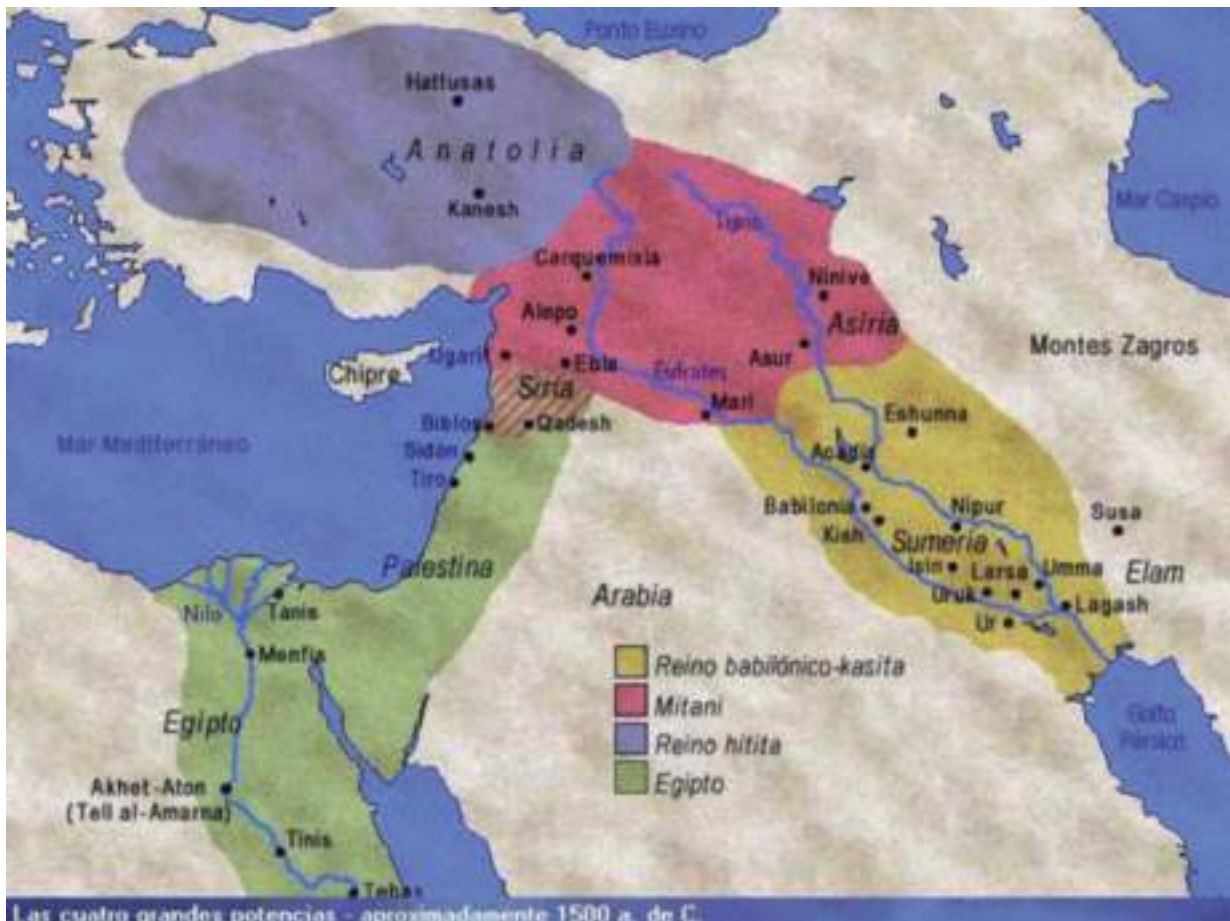 Ponto Euxino
Hattusas
Anatolia
Kanesh
Mar Caspio
Tigris
Carquemisia
Ninive
Asiria
Alepo
Asur
Montes Zagros
Ugarit
Ebla
Eufrates
Chipre
Siria
Mari
Eshunna
Biblos
Qadesh
Mar Mediterráneo
Sidón
Acadia
Tiro
Babilonia
Nipur
Susa
Kish
Sumeria
Palestina
Isin
Larsa
Umma
Elam
Arabia
Uruk
Lagash
Nilo
Tanis
Ur
Menfis
Reino babilónico-kasita
Mitani
Reino hitita
Egipto
Golfo
Pérsico
Egipto
Akhet-Aton
(Tell al-Amarna)
Tinis
Tebas
Las cuatro grandes potencias - aproximadamente 1500 a. de C.